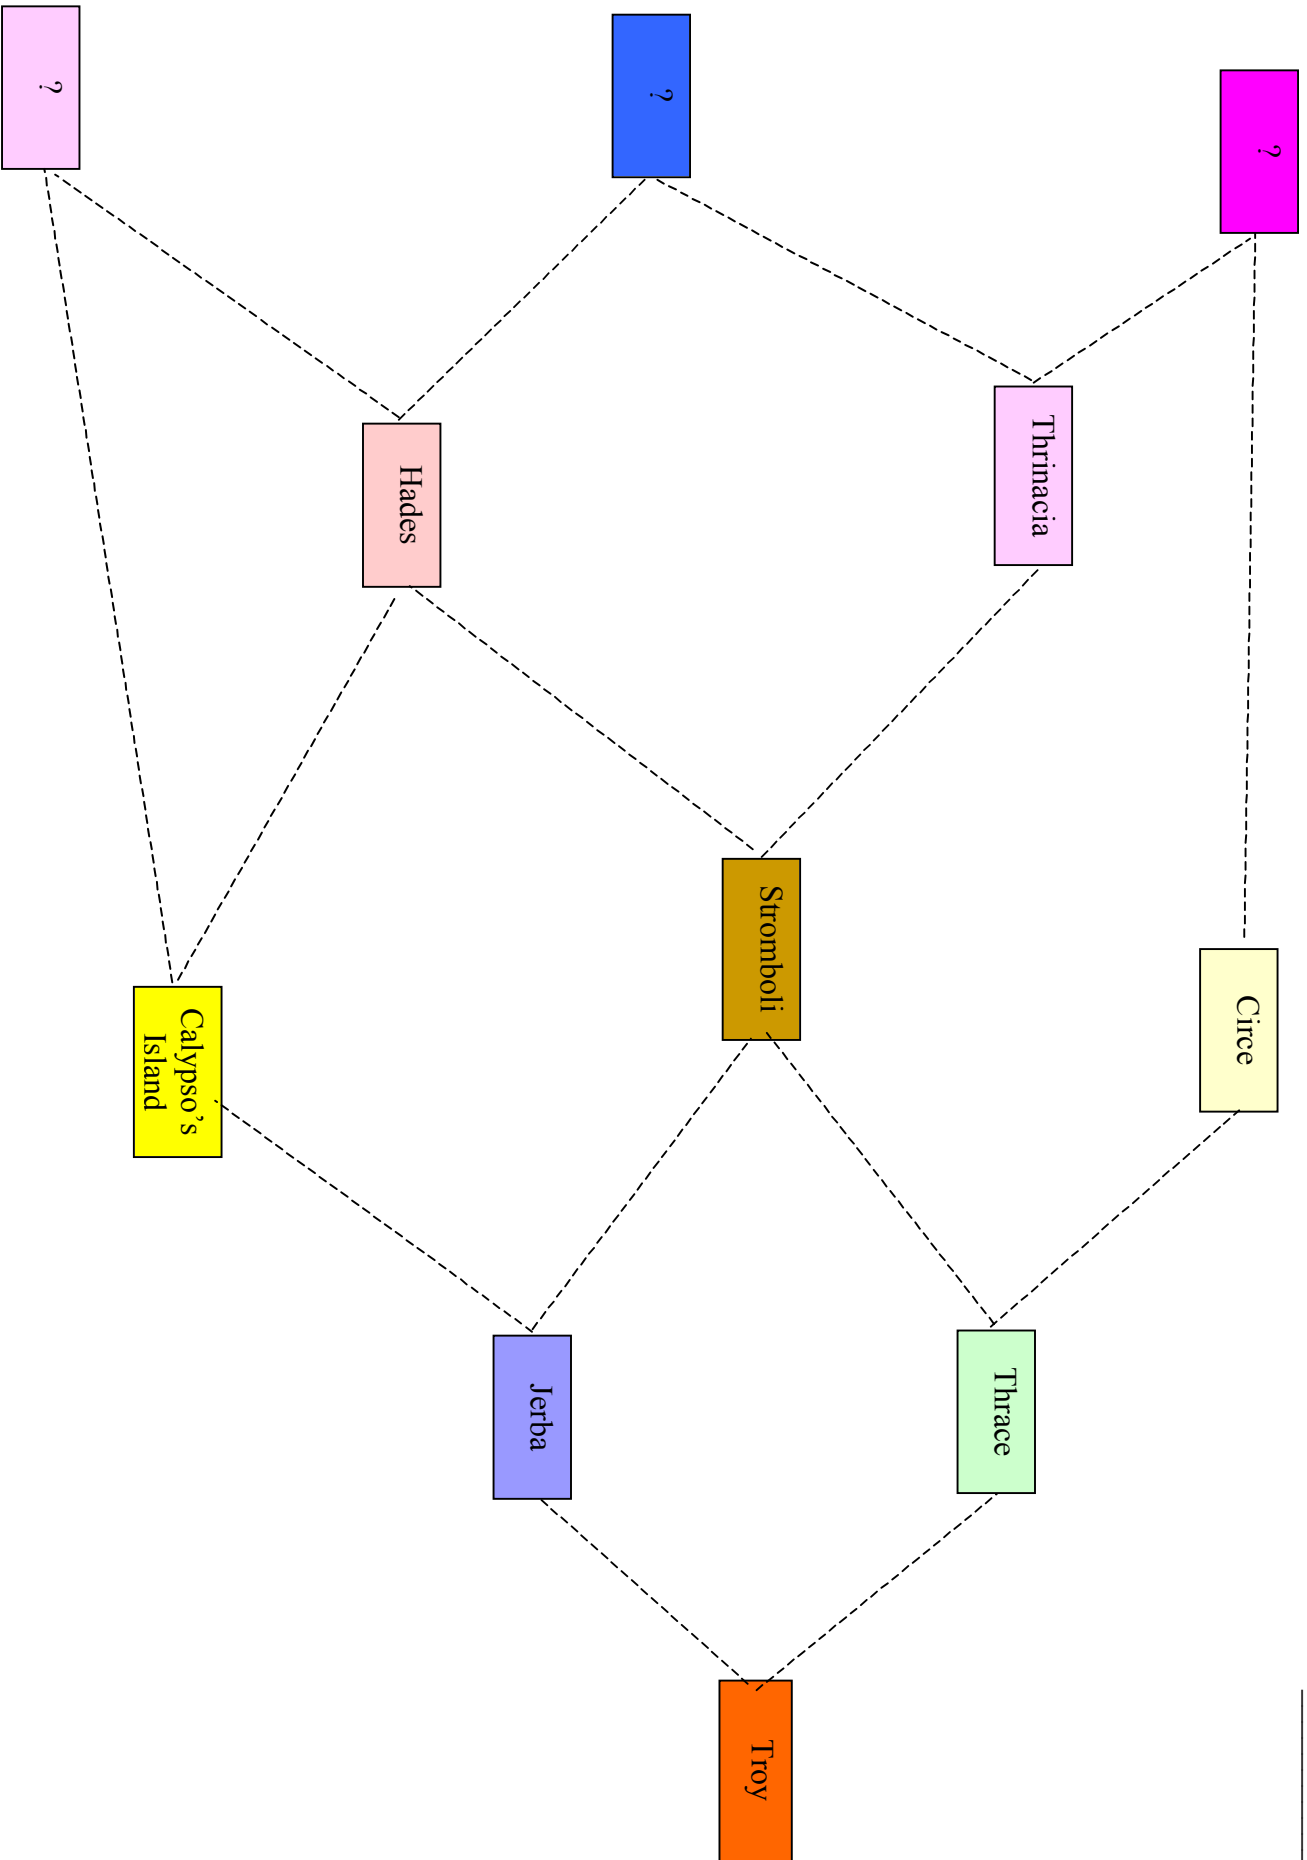 ?
?
?
Thrinacia
Hades
Stromboli
Circe
Calypso’s
Island
Thrace
Jerba
Troy